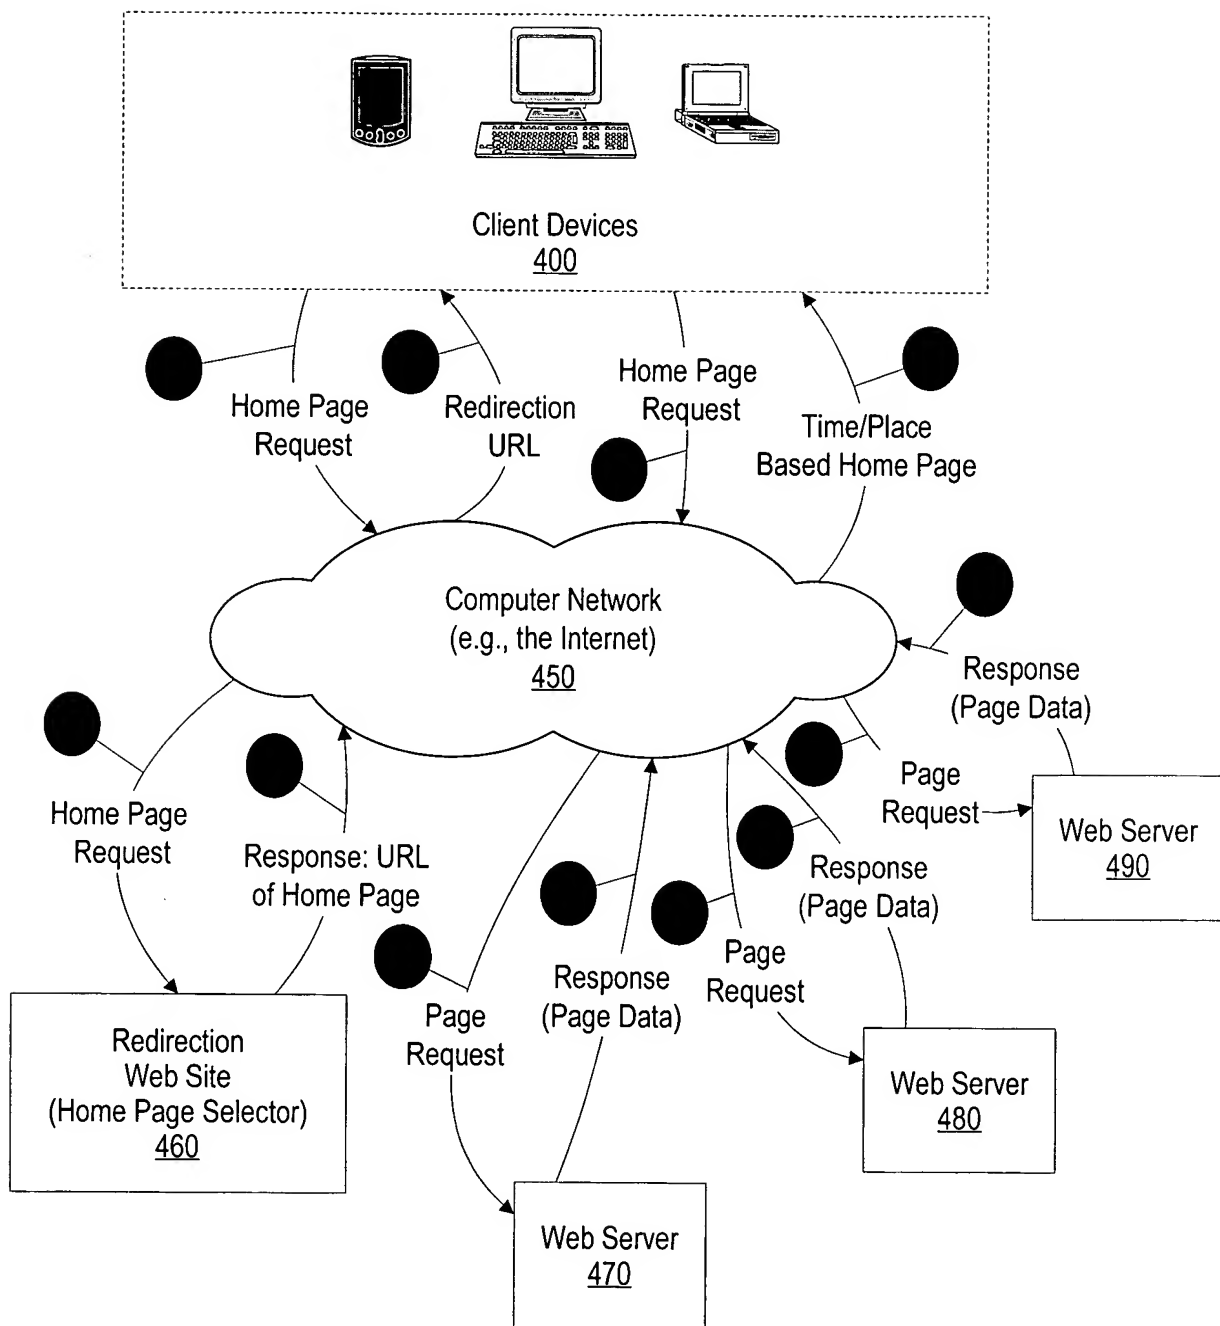 Client Devices
400
Home Page
Request
Redirection
URL
Home Page
Request
Time/Place
Based Home Page
Computer Network
(e.g., the Internet)
450
Response
(Page Data)
Home Page
Request
Response: URL
of Home Page
Page
Request
Web Server
490
Response
(Page Data)
Page
Request
Response
(Page Data)
Page
Request
Redirection
Web Site
(Home Page Selector)
460
Web Server
480
Web Server
470